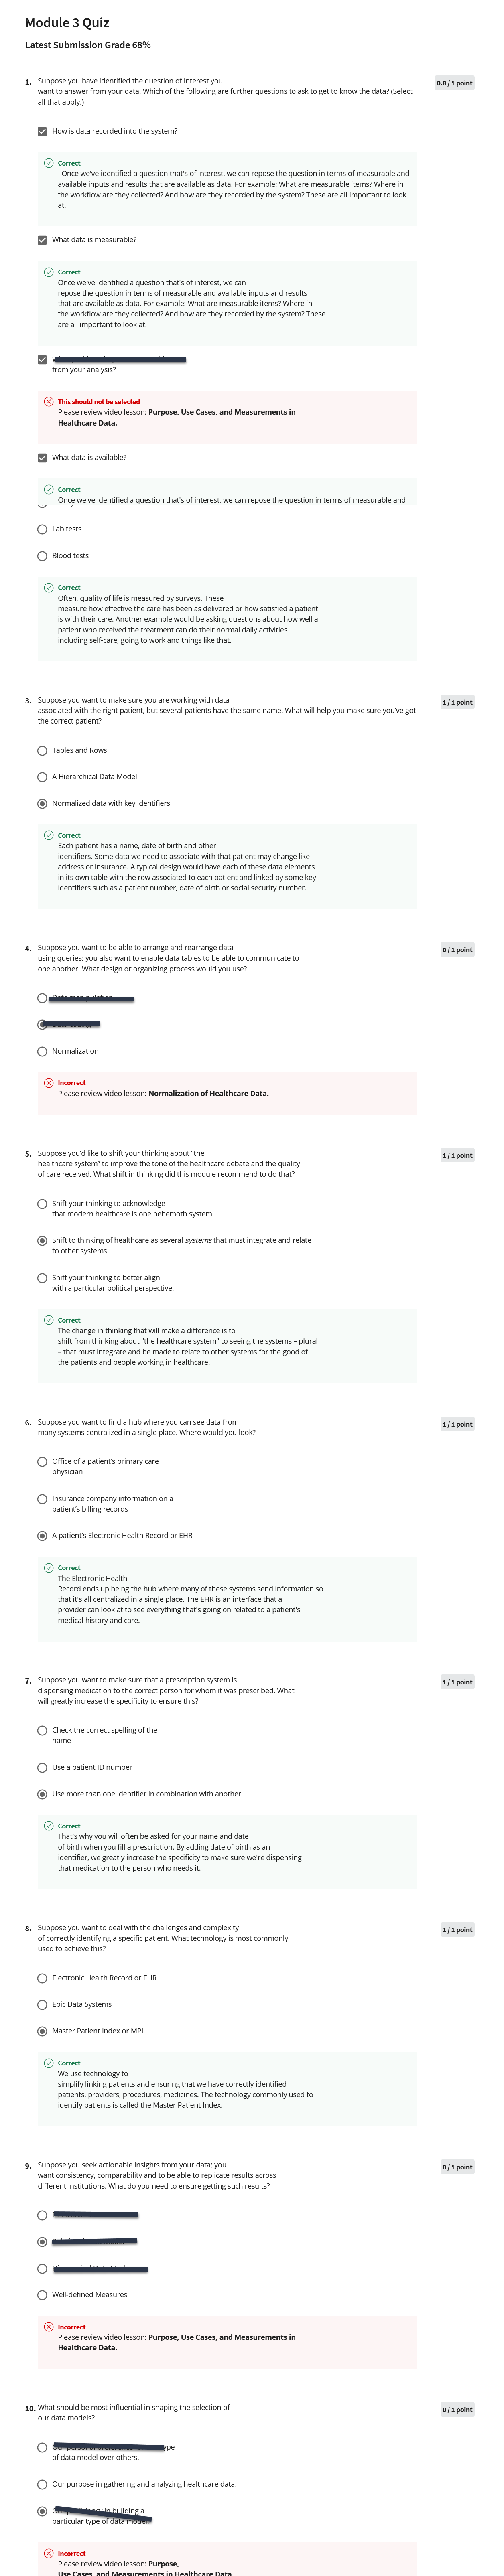 Module 3 Quiz
Latest Submission Grade 68%
1. Suppose you have identified the question of interest you
want to answer from your data. Which of the following are further questions to ask to get to know the data? (Select
all that apply.)
0.8 / 1 point
How is data recorded into the system?
Correct
Once we've identified a question that's of interest, we can repose the question in terms of measurable and
available inputs and results that are available as data. For example: What are measurable items? Where in
the workflow are they collected? And how are they recorded by the system? These are all important to look
at.
What data is measurable?
Correct
Once we've identified a question that's of interest, we can
repose the question in terms of measurable and available inputs and results
that are available as data. For example: What are measurable items? Where in
the workflow are they collected? And how are they recorded by the system? These
are all important to look at.
from your analysis?
This should not be selected
Please review video lesson: Purpose, Use Cases, and Measurements in
Healthcare Data.
What data is available?
Correct
Once we've identified a question that's of interest, we can repose the question in terms of measurable and
Lab tests
Blood tests
Correct
Often, quality of life is measured by surveys. These
measure how effective the care has been as delivered or how satisfied a patient
is with their care. Another example would be asking questions about how well a
patient who received the treatment can do their normal daily activities
including self-care, going to work and things like that.
3. Suppose you want to make sure you are working with data
associated with the right patient, but several patients have the same name. What will help you make sure you've got
the correct patient?
1 / 1 point
Tables and Rows
A Hierarchical Data Model
Normalized data with key identifiers
Correct
Each patient has a name, date of birth and other
identifiers. Some data we need to associate with that patient may change like
address or insurance. A typical design would have each of these data elements
in its own table with the row associated to each patient and linked by some key
identifiers such as a patient number, date of birth or social security number.
4. Suppose you want to be able to arrange and rearrange data
using queries; you also want to enable data tables to be able to communicate to
one another. What design or organizing process would you use?
0 / 1 point
Normalization
Incorrect
Please review video lesson: Normalization of Healthcare Data.
5. Suppose you'd like to shift your thinking about "the
healthcare system" to improve the tone of the healthcare debate and the quality
of care received. What shift in thinking did this module recommend to do that?
1 / 1 point
Shift your thinking to acknowledge
that modern healthcare is one behemoth system.
Shift to thinking of healthcare as several systems that must integrate and relate
to other systems.
Shift your thinking to better align
with a particular political perspective.
Correct
The change in thinking that will make a difference is to
shift from thinking about "the healthcare system" to seeing the systems – plural
– that must integrate and be made to relate to other systems for the good of
the patients and people working in healthcare.
6. Suppose you want to find a hub where you can see data from
many systems centralized in a single place. Where would you look?
1 / 1 point
Office of a patient's primary care
physician
Insurance company information on a
patient's billing records
A patient's Electronic Health Record or EHR
Correct
The Electronic Health
Record ends up being the hub where many of these systems send information so
that it's all centralized in a single place. The EHR is an interface that a
provider can look at to see everything that's going on related to a patient's
medical history and care.
7. Suppose you want to make sure that a prescription system is
dispensing medication to the correct person for whom it was prescribed. What
will greatly increase the specificity to ensure this?
1 / 1 point
Check the correct spelling of the
name
Use a patient ID number
Use more than one identifier in combination with another
Correct
That's why you will often be asked for your name and date
of birth when you fill a prescription. By adding date of birth as an
identifier, we greatly increase the specificity to make sure we're dispensing
that medication to the person who needs it.
8. Suppose you want to deal with the challenges and complexity
of correctly identifying a specific patient. What technology is most commonly
used to achieve this?
1 / 1 point
Electronic Health Record or EHR
Epic Data Systems
Master Patient Index or MPI
Correct
We use technology to
simplify linking patients and ensuring that we have correctly identified
patients, providers, procedures, medicines. The technology commonly used to
identify patients is called the Master Patient Index.
9. Suppose you seek actionable insights from your data; you
want consistency, comparability and to be able to replicate results across
different institutions. What do you need to ensure getting such results?
0 / 1 point
Well-defined Measures
Incorrect
Please review video lesson: Purpose, Use Cases, and Measurements in
Healthcare Data.
10. What should be most influential in shaping the selection of
our data models?
0 / 1 point
of data model over others.
Our purpose in gathering and analyzing healthcare data.
in building a
particular type of data
Incorrect
Please review video lesson: Purpose,
Use Cases, and Measurements in Healthcare Data